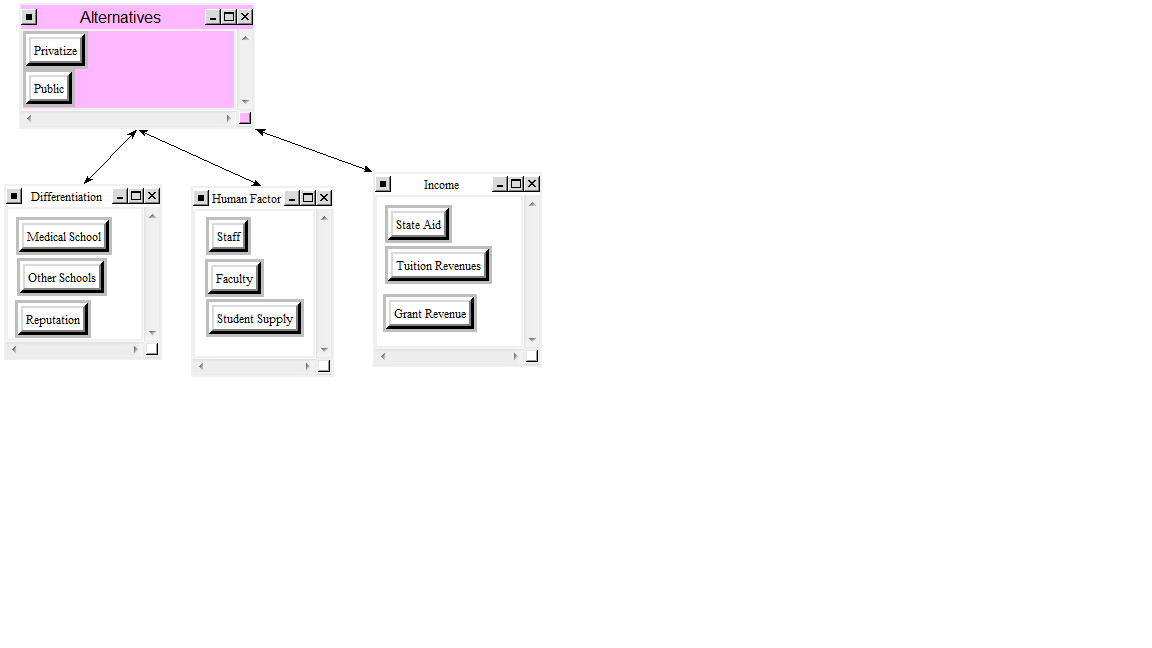 Alternatives
Privatize
Public
Differentiation
Medical School
Other Schools
Reputation
Human Factor
Staff
Faculty
Student Supply
Income
State Aid
Tuition Revenues
Grant Revenue